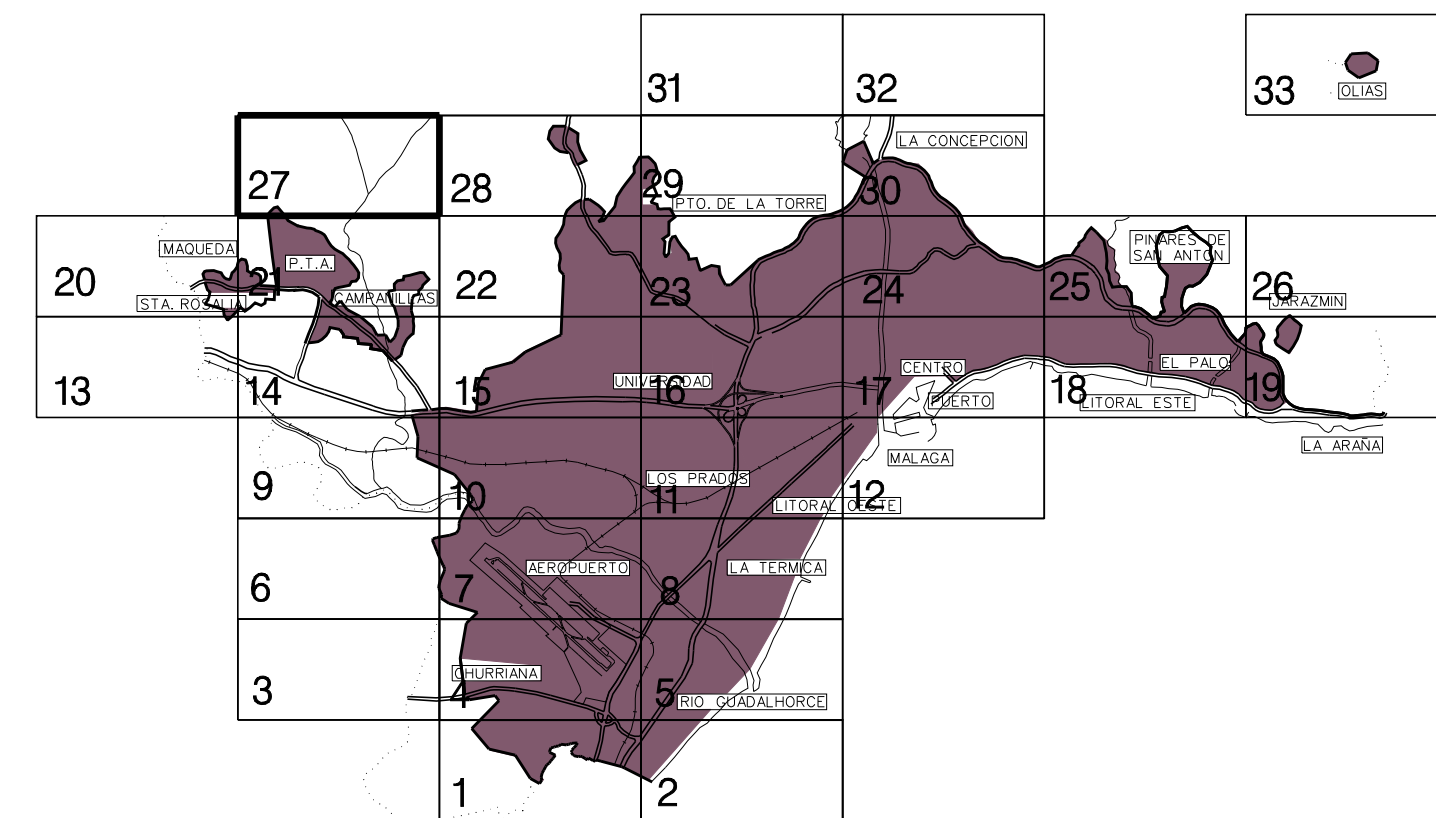 31
32
33
OLIAS
LA CONCEPCION
27
28
29
30
PTO. DE LA TORRE
MAQUEDA
P.T.A.
PINARES DE
SAN ANTON
20
21
22
23
24
25
26
STA. ROSALIA
CAMPANILLAS
JARAZMIN
13
14
15
16
17
18
19
UNIVERSIDAD
CENTRO
EL PALO
PUERTO
LITORAL ESTE
LA ARAÑA
MALAGA
9
10
11
12
LOS PRADOS
LITORAL OESTE
6
7
8
AEROPUERTO
LA TERMICA
3
4
5
CHURRIANA
RIO GUADALHORCE
1
2